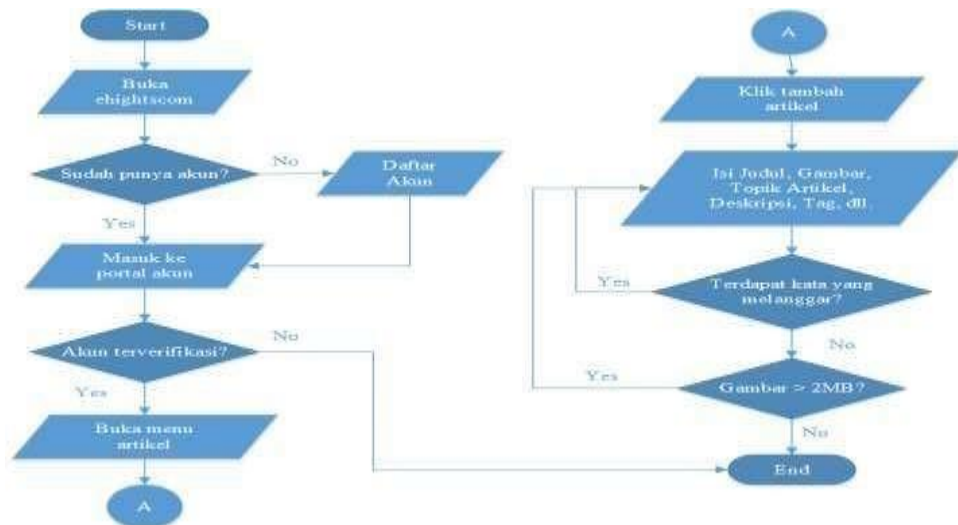 Start
Buka
ehightscom
Sudah punya akun?
No
Daftar
Akun
Yes
Masuk ke
portal akun
Akun terverifikasi?
No
Yes
Buka menu
artikel
A
A
Klik tambah
artikel
Isi Judul, Gambar,
Topik Artikel,
Deskripsi, Tag, dll
Terdapat kata yang
melanggar?
Yes
No
Gambar > 2MB?
Yes
No
End